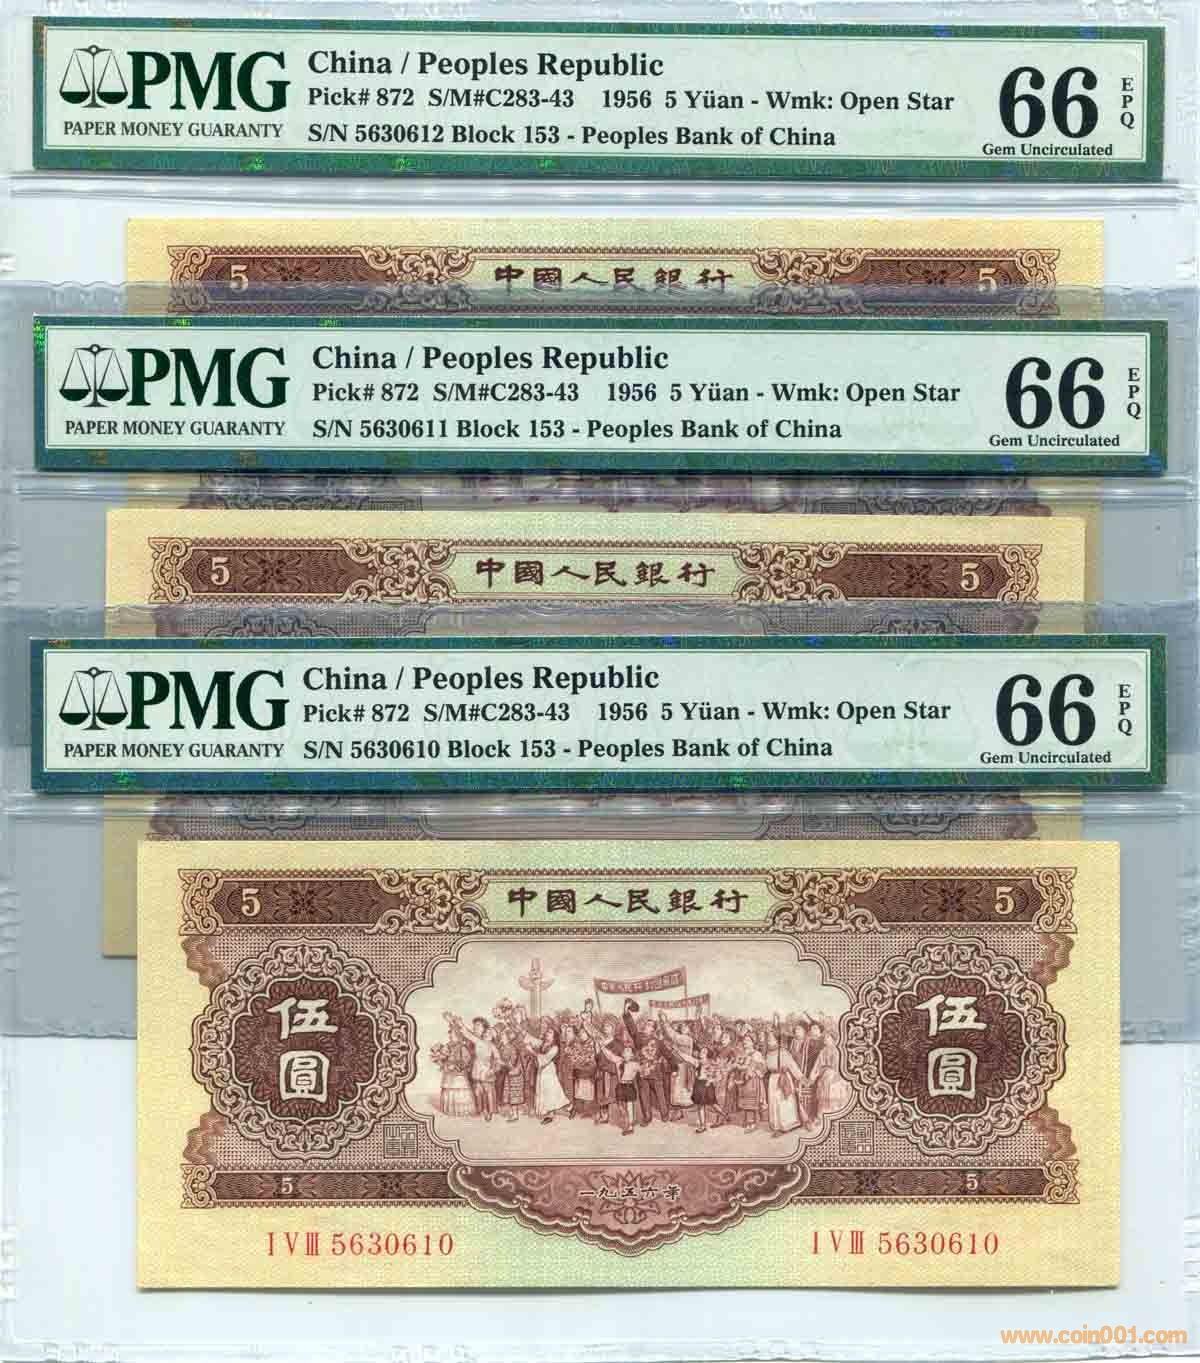 PMG
PAPER MONEY GUARANTY
China / Peoples Republic
Pick# 872 S/M#C283-43 1956 5 Yüan - Wmk: Open Star
S/N 5630612 Block 153 - Peoples Bank of China
66
EPQ
Gem Uncirculated
5 中國人民銀行 5
PMG
PAPER MONEY GUARANTY
China / Peoples Republic
Pick# 872 S/M#C283-43 1956 5 Yüan - Wmk: Open Star
S/N 5630611 Block 153 - Peoples Bank of China
66
EPQ
Gem Uncirculated
5 中國人民銀行 5
PMG
PAPER MONEY GUARANTY
China / Peoples Republic
Pick# 872 S/M#C283-43 1956 5 Yüan - Wmk: Open Star
S/N 5630610 Block 153 - Peoples Bank of China
66
EPQ
Gem Uncirculated
5 中國人民銀行 5
伍圓 伍圓
5 一九五六年 5
I V III 5630610 I V III 5630610
www.coin001.com